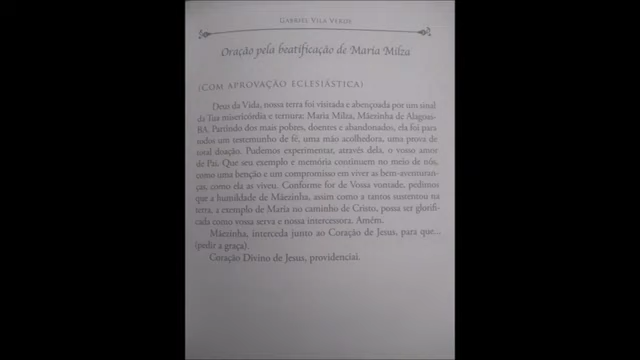 Gabriel Vila Verde
Oração pela beatificação de Maria Milza
(COM APROVAÇÃO ECLESIÁSTICA)
Deus da Vida, nossa terra foi visitada e abençoada por um sinal
da Tua misericórdia e ternura: Maria Milza, Mãezinha de Alagoas-
BA. Partindo dos mais pobres, doentes e abandonados, ela foi para
todos um testemunho de fé, uma mão acolhedora, uma prova de
total doação. Pudemos experimentar, através dela, o vosso amor
de Pai. Que seu exemplo e memória continuem no meio de nós,
como uma benção e um compromisso em viver as bem-aventuran-
ças, como ela as viveu. Conforme for de Vossa vontade, pedimos
que a humildade de Mãezinha, assim como a tantos sustentou na
terra, a exemplo de Maria no caminho de Cristo, possa ser glorifi-
cada como vossa serva e nossa intercessora. Amém.
Mãezinha, interceda junto ao Coração de Jesus, para que...
(pedir a graça).
Coração Divino de Jesus, providenciai.